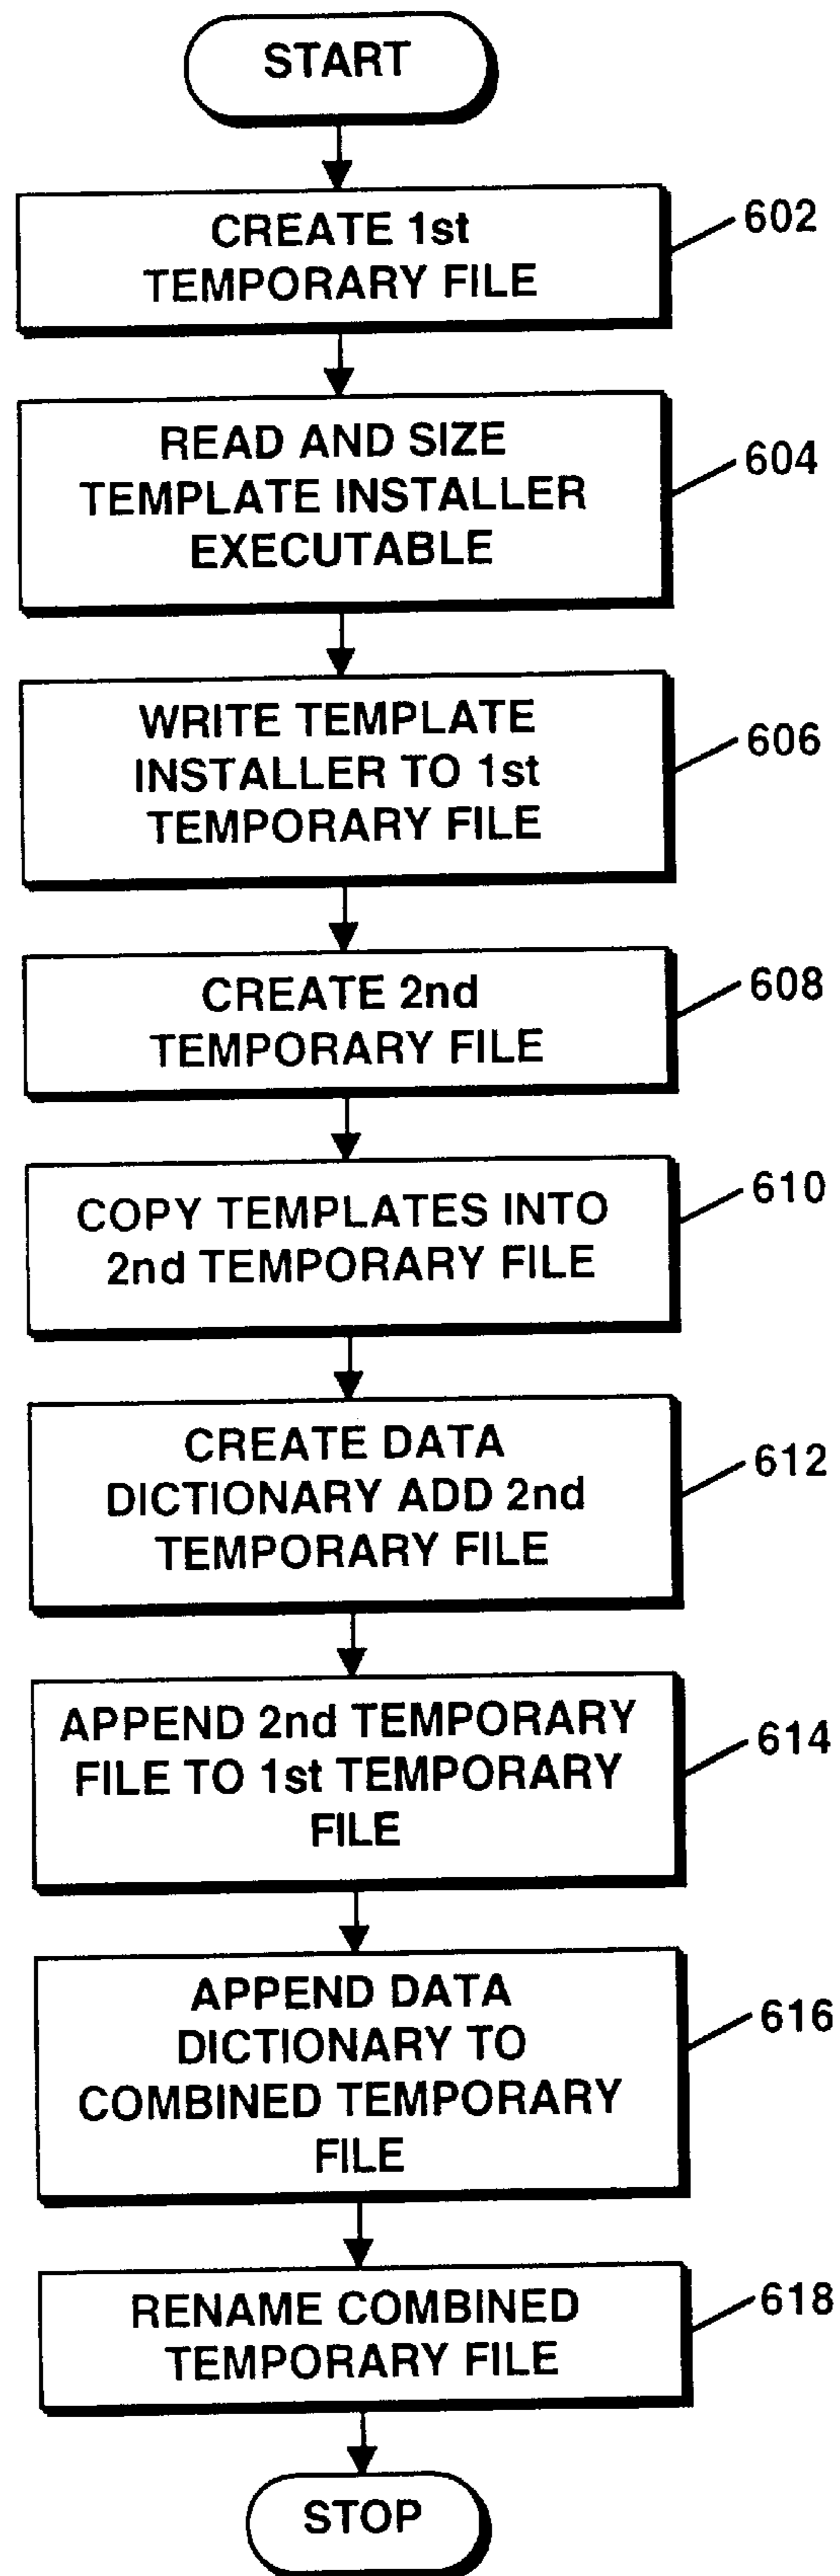 START
CREATE 1st
TEMPORARY FILE
602
READ AND SIZE
TEMPLATE INSTALLER
EXECUTABLE
604
WRITE TEMPLATE
INSTALLER TO 1st
TEMPORARY FILE
606
CREATE 2nd
TEMPORARY FILE
608
COPY TEMPLATES INTO
2nd TEMPORARY FILE
610
CREATE DATA
DICTIONARY ADD 2nd
TEMPORARY FILE
612
APPEND 2nd TEMPORARY
FILE TO 1st TEMPORARY
FILE
614
APPEND DATA
DICTIONARY TO
COMBINED TEMPORARY
FILE
616
RENAME COMBINED
TEMPORARY FILE
618
STOP